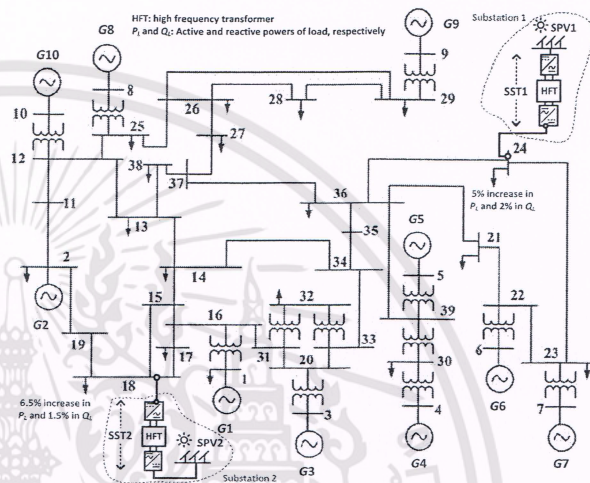 HFT: high frequency transformer
P_L and Q_L: Active and reactive powers of load, respectively
G10
G8
G9
Substation 1
SPV1
SST1
HFT
10
8
9
25
26
28
29
12
27
24
38
37
11
13
36
5% increase in
P_L and 2% in Q_L
35
G5
21
2
14
34
5
22
G2
15
32
39
16
19
17
31
20
33
30
6
23
18
1
3
4
7
6.5% increase in
P_L and 1.5% in Q_L
SST2
HFT
SPV2
G1
G3
G4
G6
G7
Substation 2